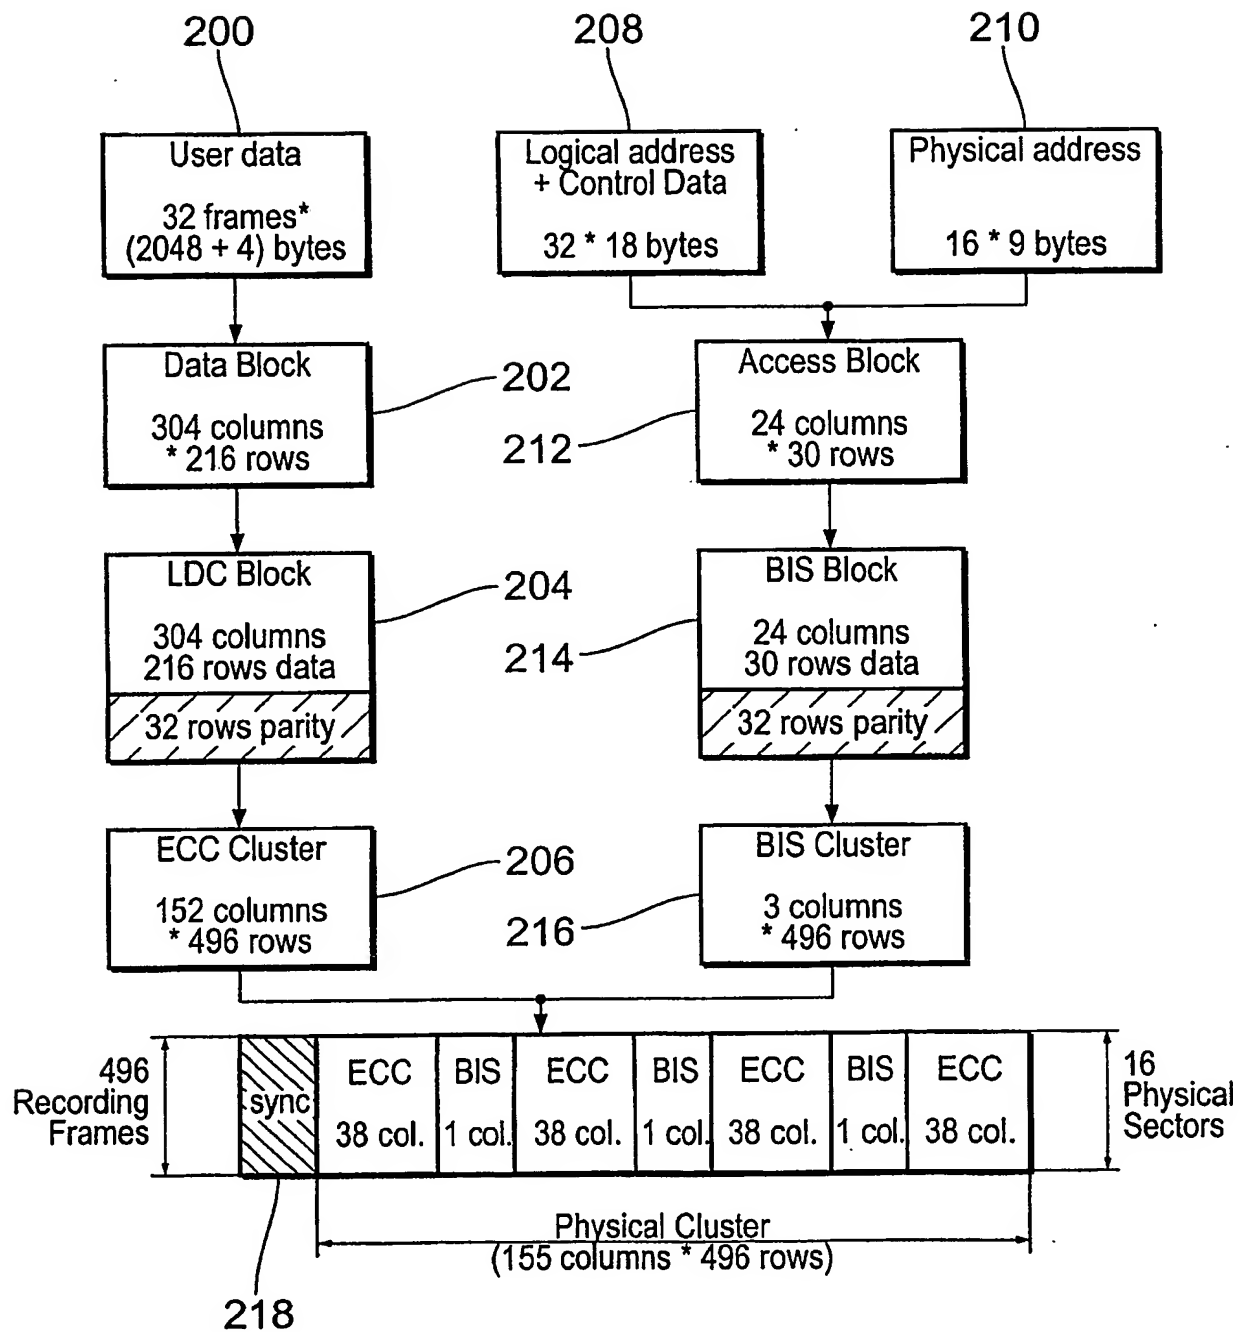 200
208
210
User data
32 frames*
(2048 + 4) bytes
Logical address
+ Control Data
32 * 18 bytes
Physical address
16 * 9 bytes
Data Block
304 columns
* 216 rows
202
212
Access Block
24 columns
* 30 rows
LDC Block
304 columns
216 rows data
32 rows parity
204
214
BIS Block
24 columns
30 rows data
32 rows parity
ECC Cluster
152 columns
* 496 rows
206
216
BIS Cluster
3 columns
* 496 rows
496
Recording
Frames
sync
ECC
38 col.
BIS
1 col.
ECC
38 col.
BIS
1 col.
ECC
38 col.
BIS
1 col.
ECC
38 col.
16
Physical
Sectors
Physical Cluster
(155 columns * 496 rows)
218